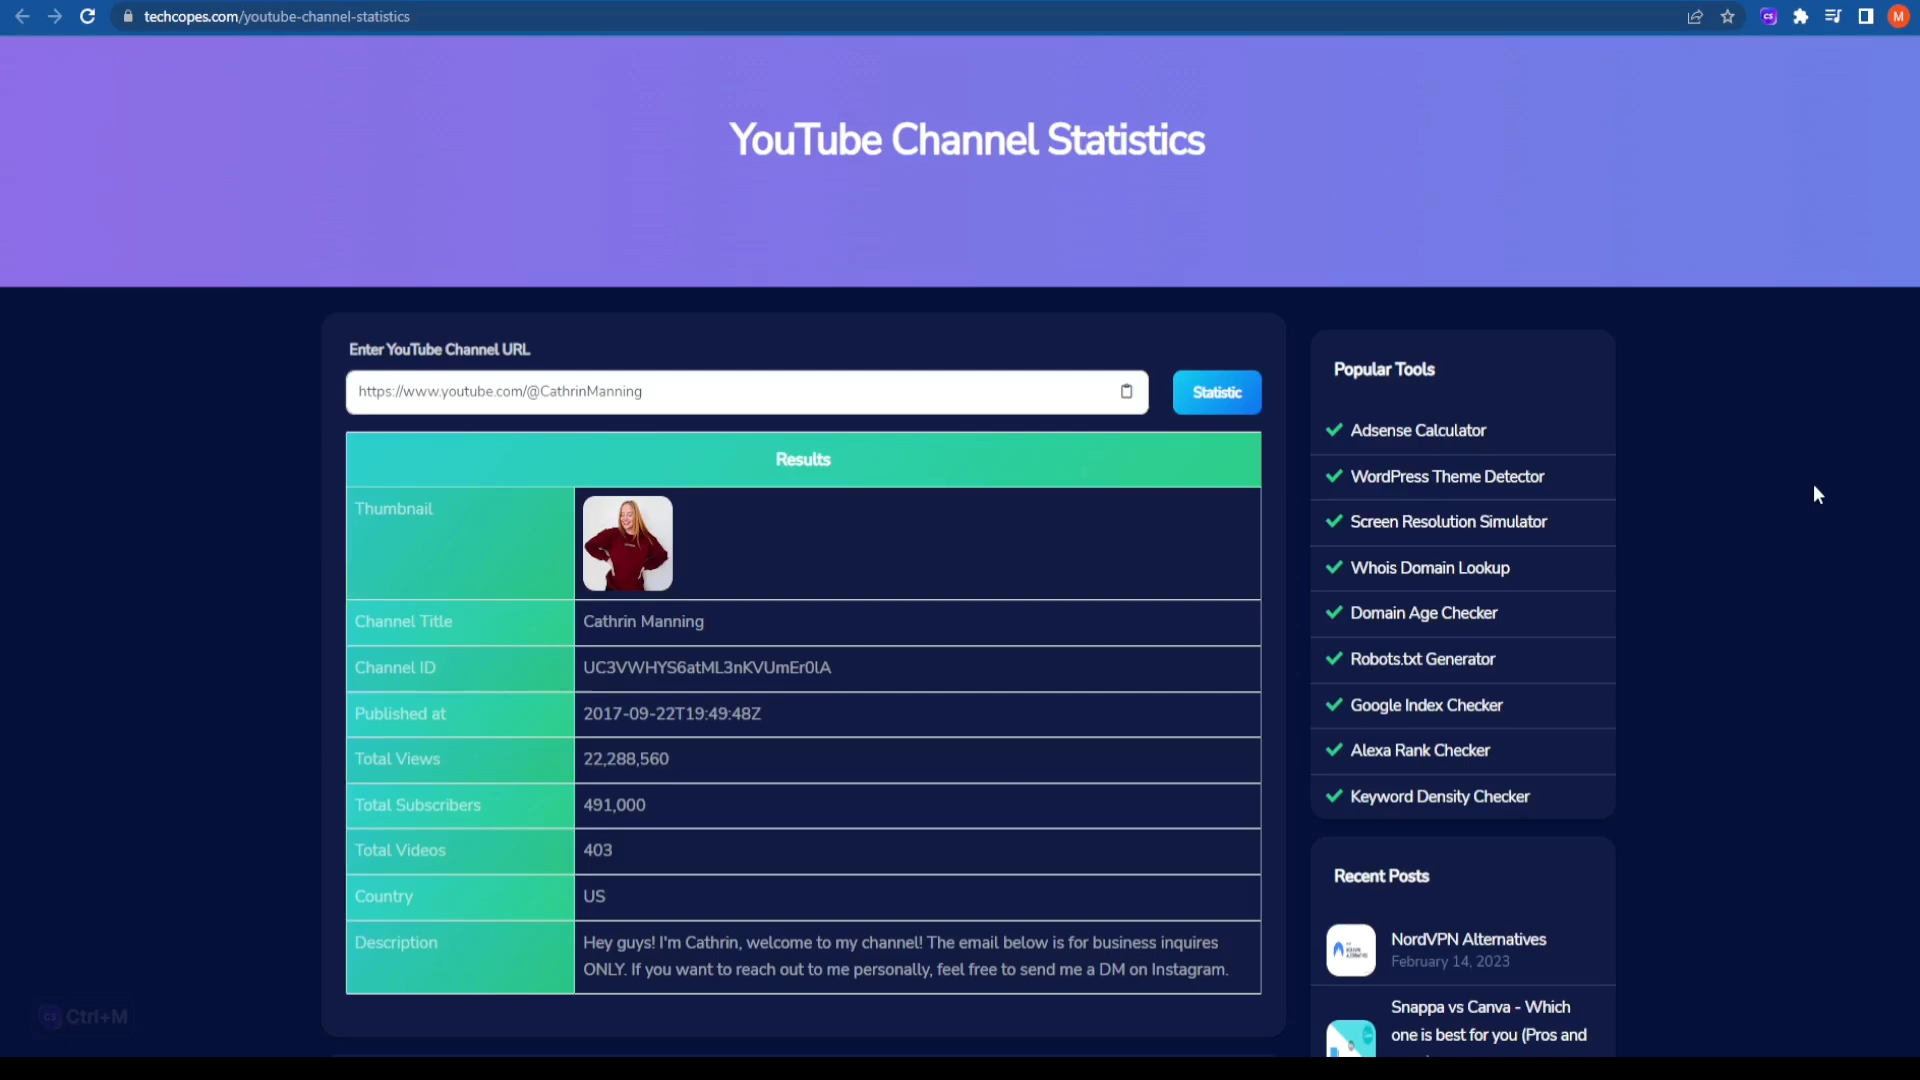 techcopes.com/youtube-channel-statistics
M
YouTube Channel Statistics
Enter YouTube Channel URL
https://www.youtube.com/@CathrinManning
Statistic
Results
Thumbnail
Channel Title
Cathrin Manning
Channel ID
UC3VWHYS6atML3nKVUmEr0lA
Published at
2017-09-22T19:49:48Z
Total Views
22,288,560
Total Subscribers
491,000
Total Videos
403
Country
US
Description
Hey guys! I'm Cathrin, welcome to my channel! The email below is for business inquires
ONLY. If you want to reach out to me personally, feel free to send me a DM on Instagram.
Popular Tools
Adsense Calculator
WordPress Theme Detector
Screen Resolution Simulator
Whois Domain Lookup
Domain Age Checker
Robots.txt Generator
Google Index Checker
Alexa Rank Checker
Keyword Density Checker
Recent Posts
NordVPN Alternatives
February 14, 2023
Snappa vs Canva - Which
one is best for you (Pros and
Ctrl+M